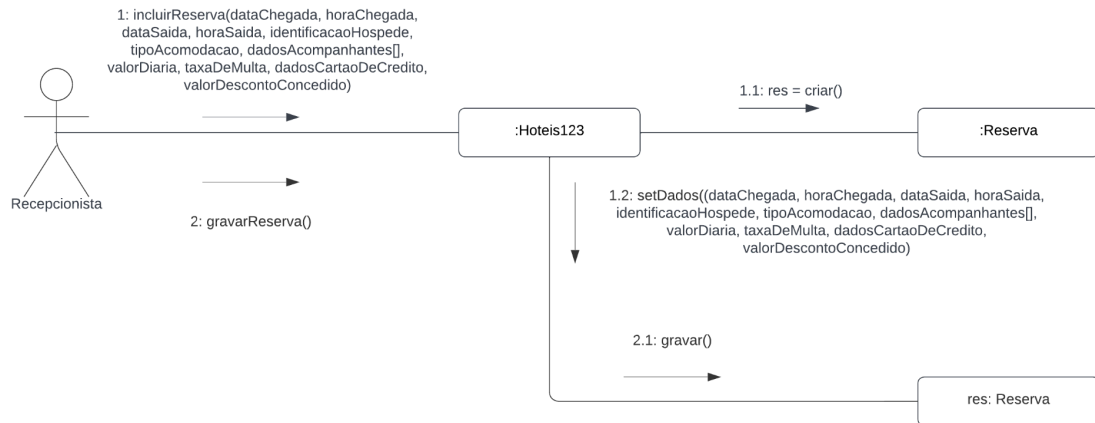 1: incluirReserva(dataChegada, horaChegada,
dataSaida, horaSaida, identificacaoHospede,
tipoAcomodacao, dadosAcompanhantes[],
valorDiaria, taxaDeMulta, dadosCartaoDeCredito,
valorDescontoConcedido)
1.1: res = criar()
:Hoteis123
:Reserva
Recepcionista
2: gravarReserva()
1.2: setDados((dataChegada, horaChegada, dataSaida, horaSaida,
identificacaoHospede, tipoAcomodacao, dadosAcompanhantes[],
valorDiaria, taxaDeMulta, dadosCartaoDeCredito,
valorDescontoConcedido)
2.1: gravar()
res: Reserva